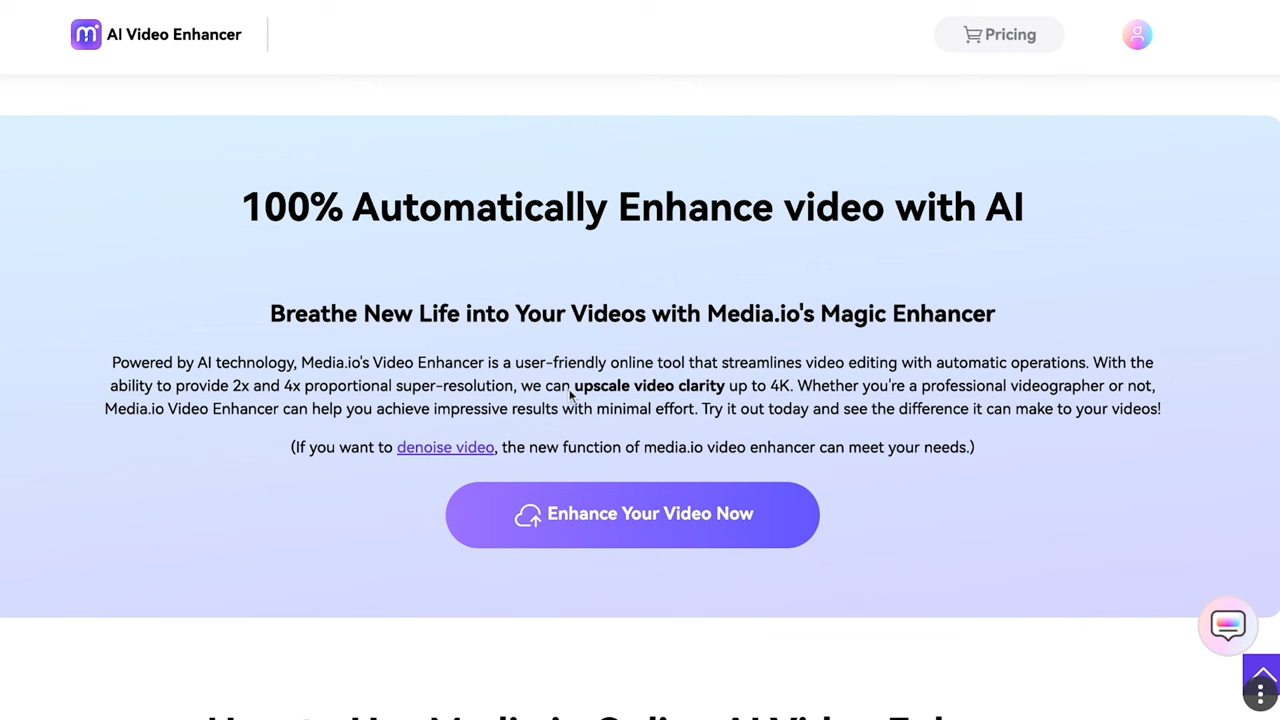 AI Video Enhancer
Pricing
100% Automatically Enhance video with AI
Breathe New Life into Your Videos with Media.io's Magic Enhancer
Powered by AI technology, Media.io's Video Enhancer is a user-friendly online tool that streamlines video editing with automatic operations. With the
ability to provide 2x and 4x proportional super-resolution, we can upscale video clarity up to 4K. Whether you're a professional videographer or not,
Media.io Video Enhancer can help you achieve impressive results with minimal effort. Try it out today and see the difference it can make to your videos!
(If you want to denoise video, the new function of media.io video enhancer can meet your needs.)
Enhance Your Video Now